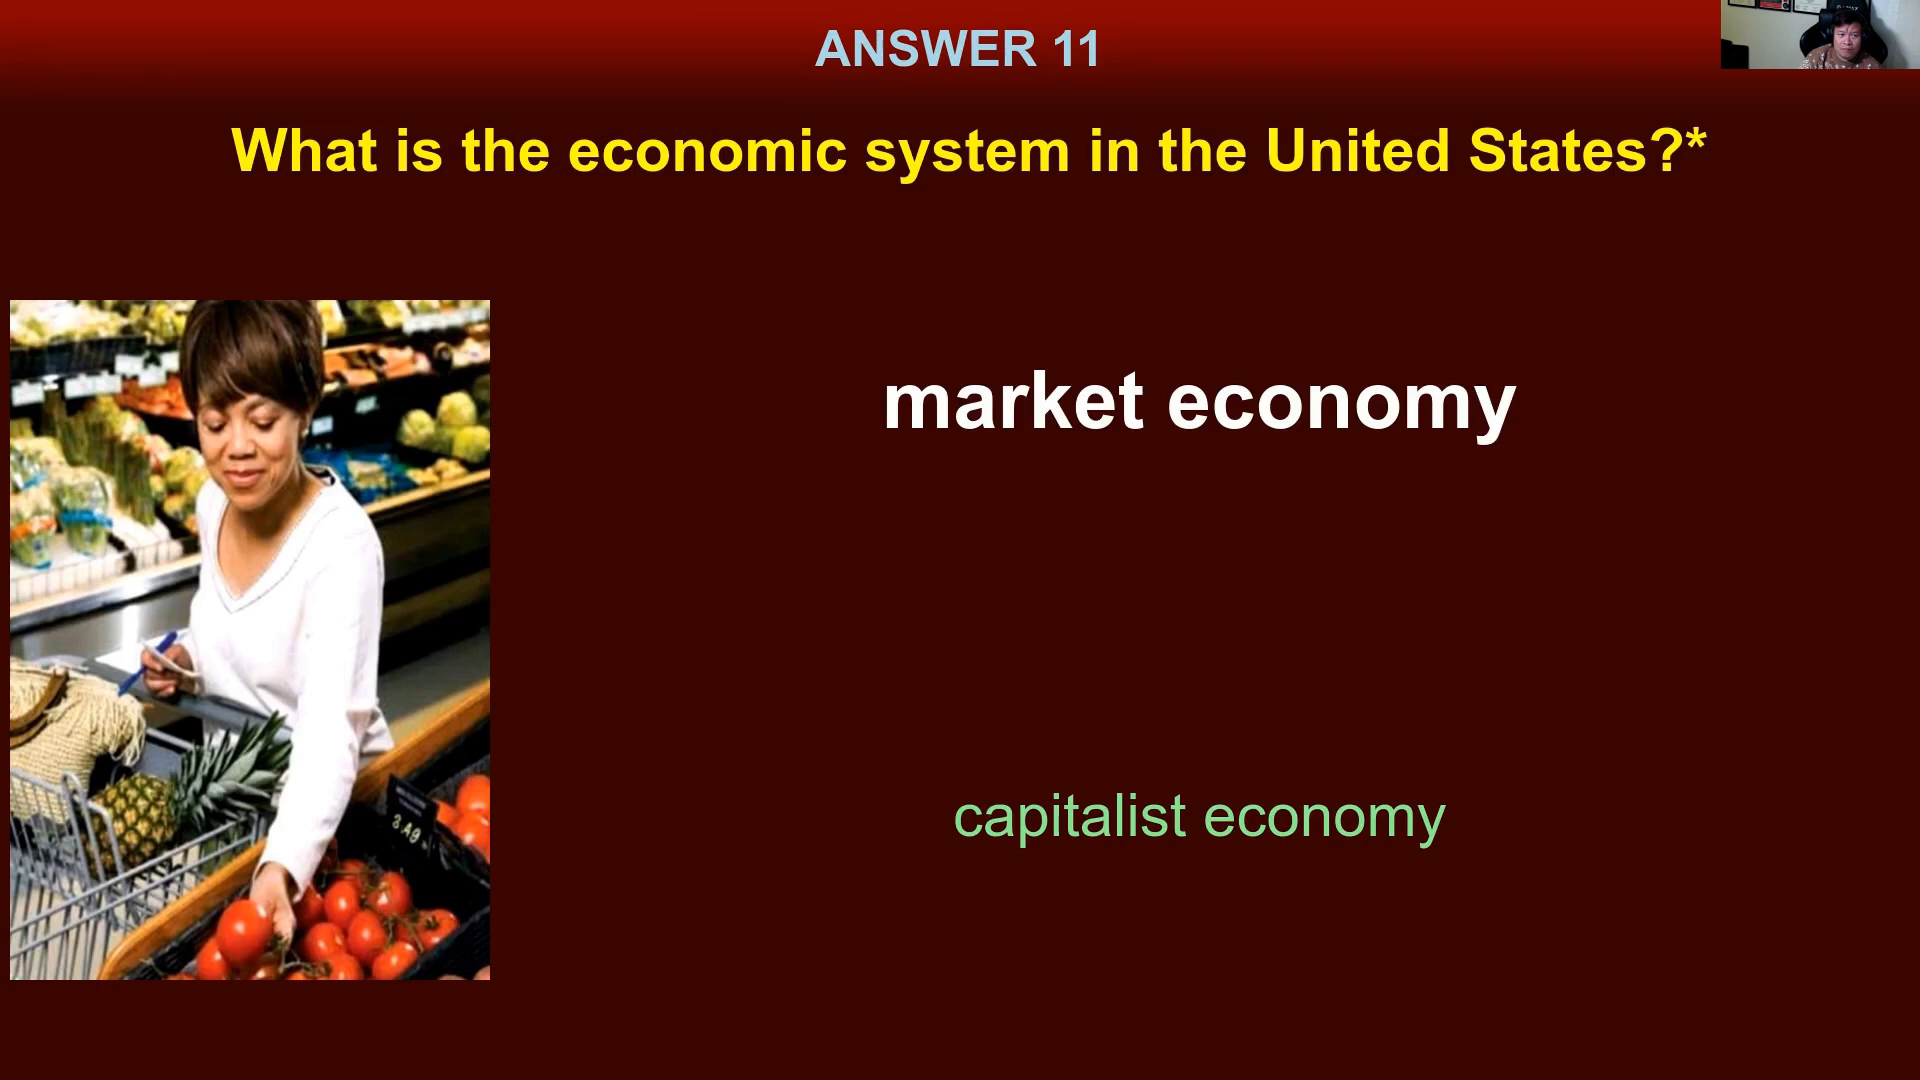 ANSWER 11
What is the economic system in the United States?*
market economy
capitalist economy